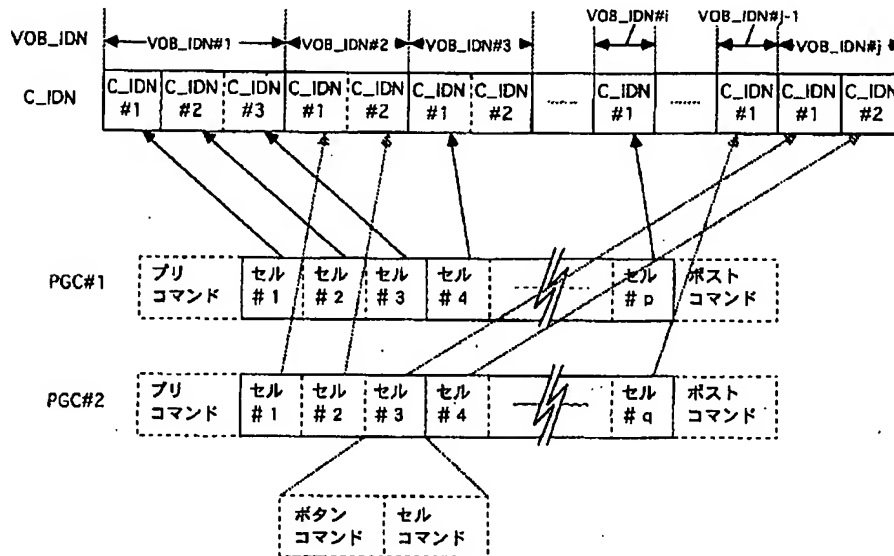 VOB_IDN
VOB_IDN#1
VOB_IDN#2
VOB_IDN#3
VOB_IDN#i
VOB_IDN#j-1
VOB_IDN#j
C_IDN
C_IDN #1
C_IDN #2
C_IDN #3
C_IDN #1
C_IDN #2
C_IDN #1
C_IDN #2
......
C_IDN #1
......
C_IDN #1
C_IDN #1
C_IDN #2
PGC#1
プリ
コマンド
セル
#1
セル
#2
セル
#3
セル
#4
セル
#p
ポスト
コマンド
PGC#2
プリ
コマンド
セル
#1
セル
#2
セル
#3
セル
#4
セル
#q
ポスト
コマンド
ボタン
コマンド
セル
コマンド